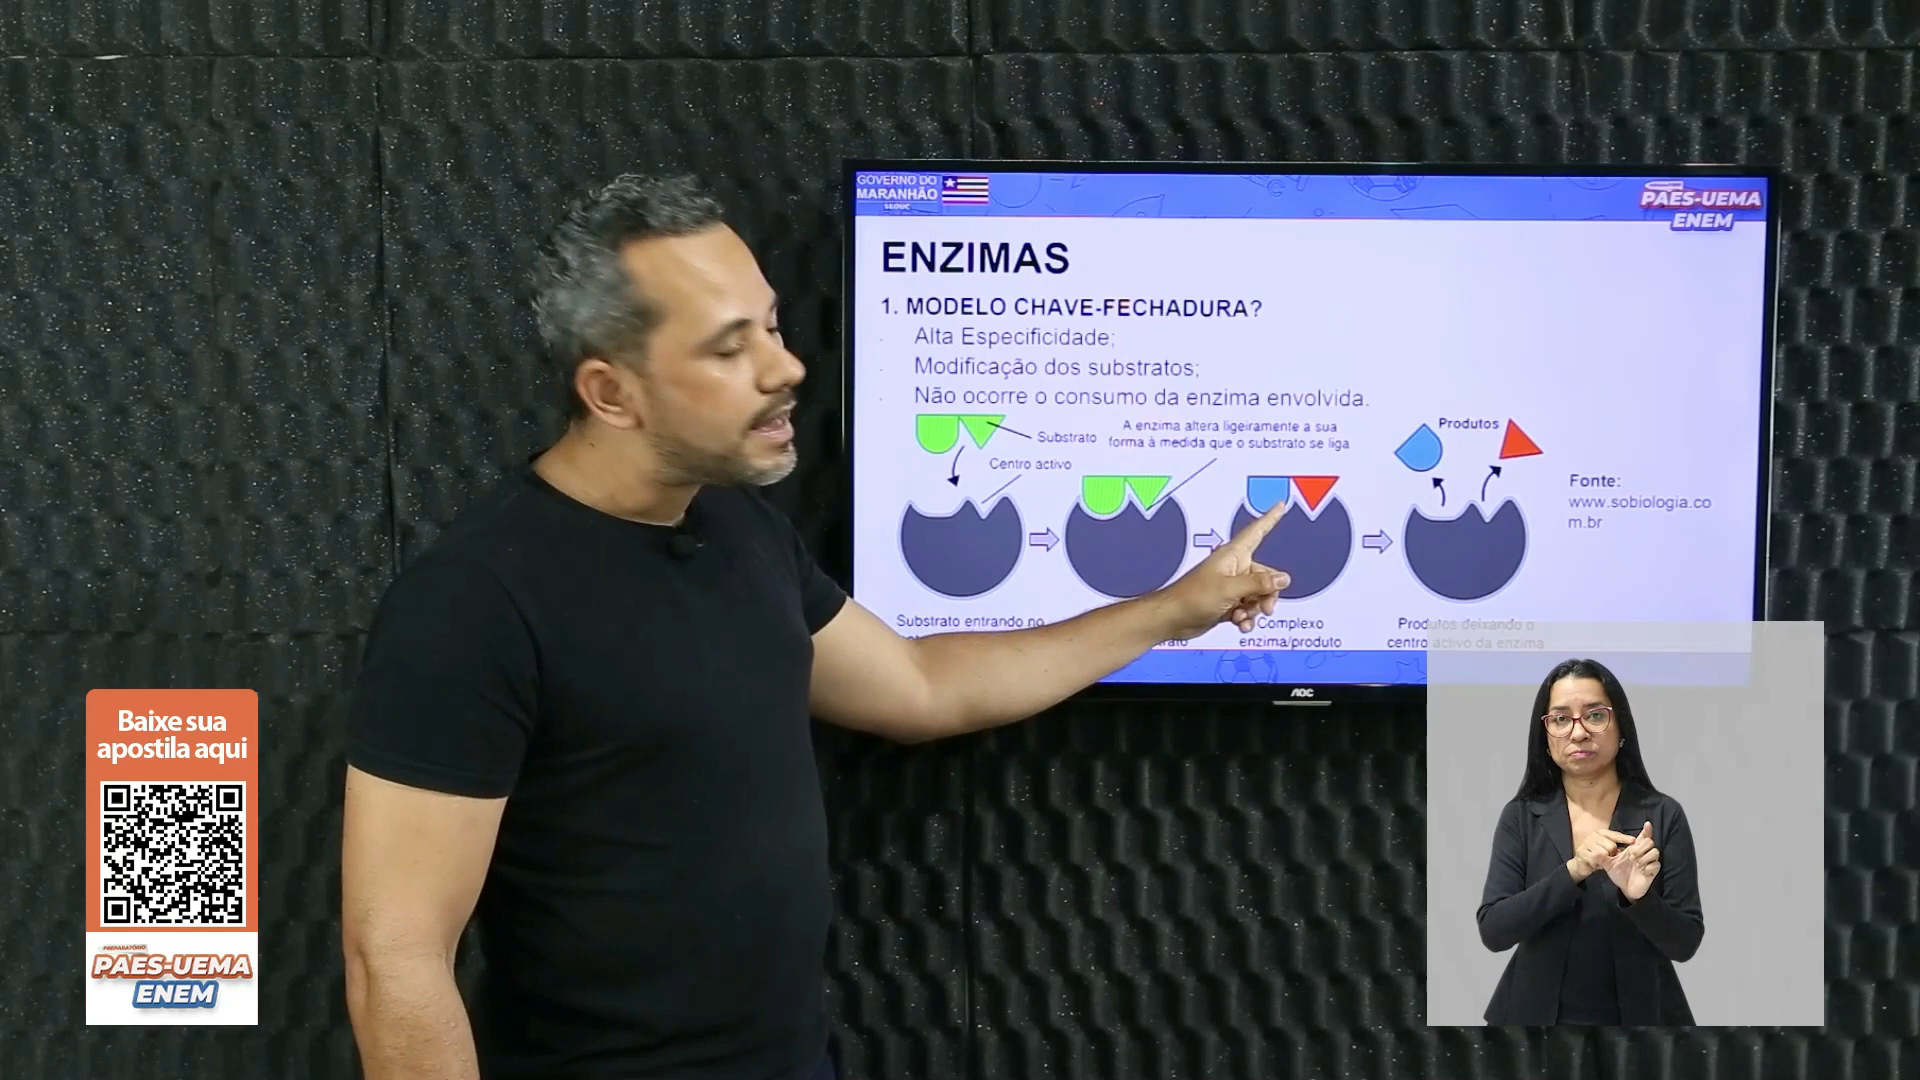 GOVERNO DO
MARANHÃO
SEDUC
PAES-UEMA
ENEM
ENZIMAS
1. MODELO CHAVE-FECHADURA?
Alta Especificidade;
Modificação dos substratos;
Não ocorre o consumo da enzima envolvida.
Substrato
Centro activo
A enzima altera ligeiramente a sua
forma à medida que o substrato se liga
Produtos
Fonte:
www.sobiologia.co
m.br
Substrato entrando no
Complexo
enzima/produto
Produtos deixando o
centro activo da enzima
AOC
Baixe sua
apostila aqui
PREPARATÓRIO
PAES-UEMA
ENEM